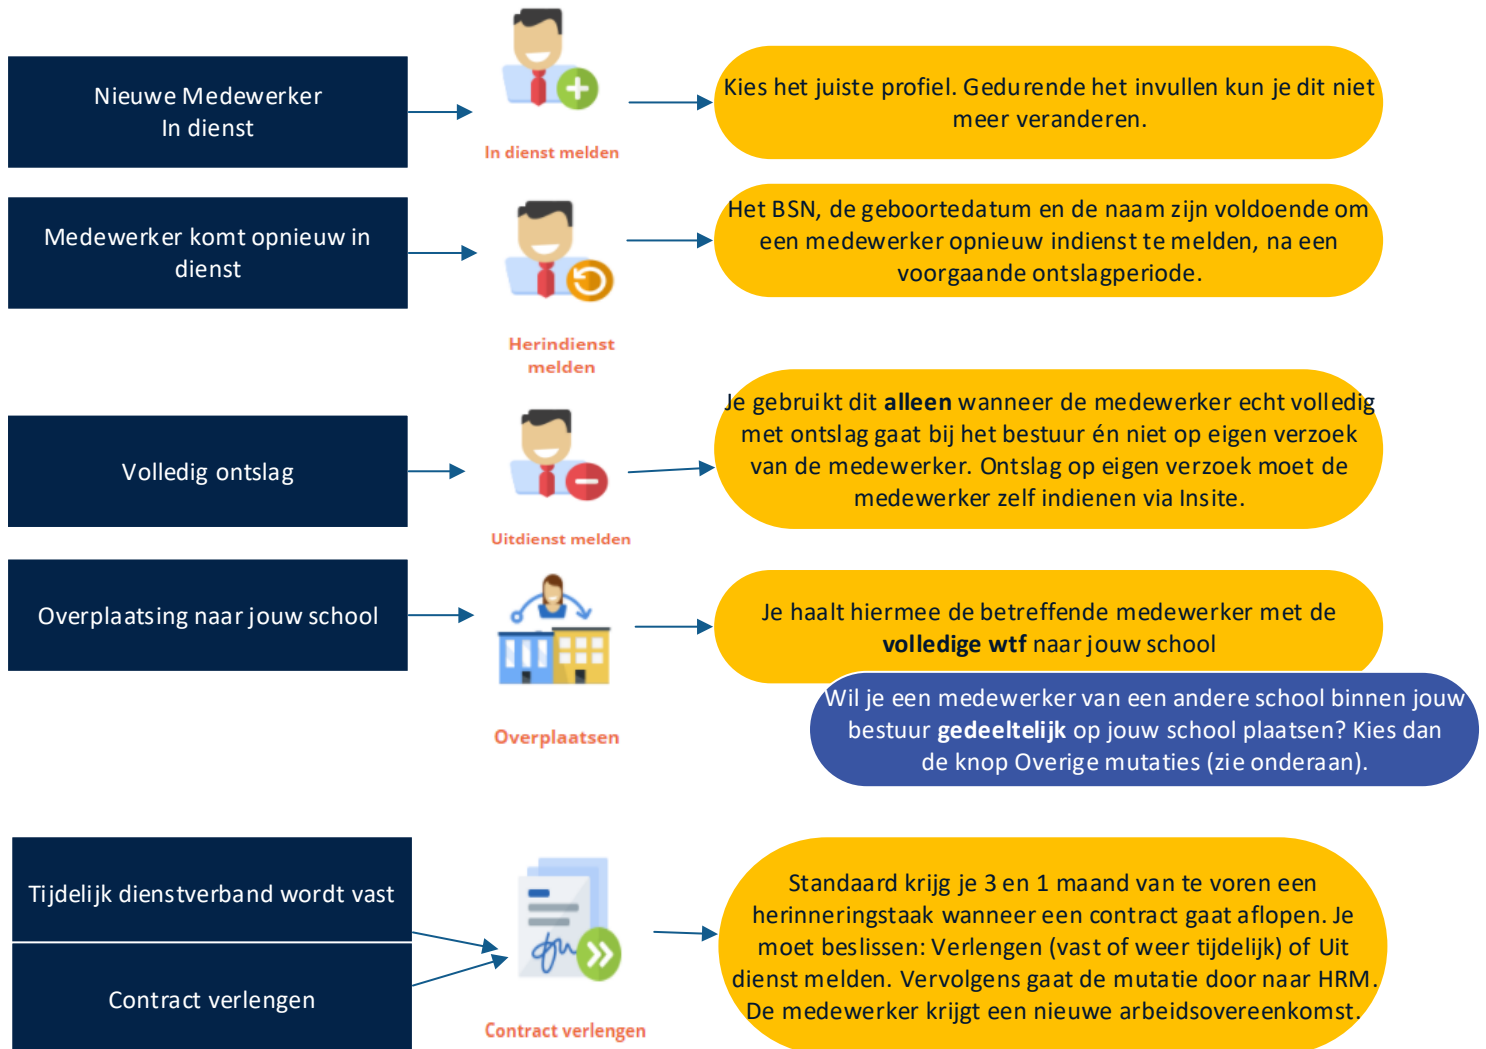 Nieuwe Medewerker
In dienst
In dienst melden
Kies het juiste profiel. Gedurende het invullen kun je dit niet
meer veranderen.
Medewerker komt opnieuw in
dienst
Herindienst
melden
Het BSN, de geboortedatum en de naam zijn voldoende om
een medewerker opnieuw indienst te melden, na een
voorgaande ontslagperiode.
Volledig ontslag
Uitdienst melden
Je gebruikt dit alleen wanneer de medewerker echt volledig
met ontslag gaat bij het bestuur én niet op eigen verzoek
van de medewerker. Ontslag op eigen verzoek moet de
medewerker zelf indienen via Insite.
Overplaatsing naar jouw school
Overplaatsen
Je haalt hiermee de betreffende medewerker met de
volledige wtf naar jouw school
Wil je een medewerker van een andere school binnen jouw
bestuur gedeeltelijk op jouw school plaatsen? Kies dan
de knop Overige mutaties (zie onderaan).
Tijdelijk dienstverband wordt vast
Contract verlengen
Contract verlengen
Standaard krijg je 3 en 1 maand van te voren een
herinneringstaak wanneer een contract gaat aflopen. Je
moet beslissen: Verlengen (vast of weer tijdelijk) of Uit
dienst melden. Vervolgens gaat de mutatie door naar HRM.
De medewerker krijgt een nieuwe arbeidsovereenkomst.